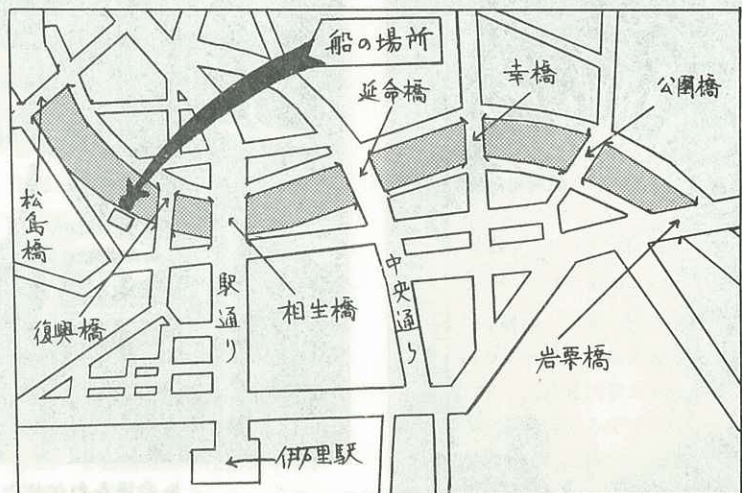 船の場所
延命橋
幸橋
公園橋
松島橋
復興橋
駅通り
相生橋
中央通り
岩栗橋
伊万里駅